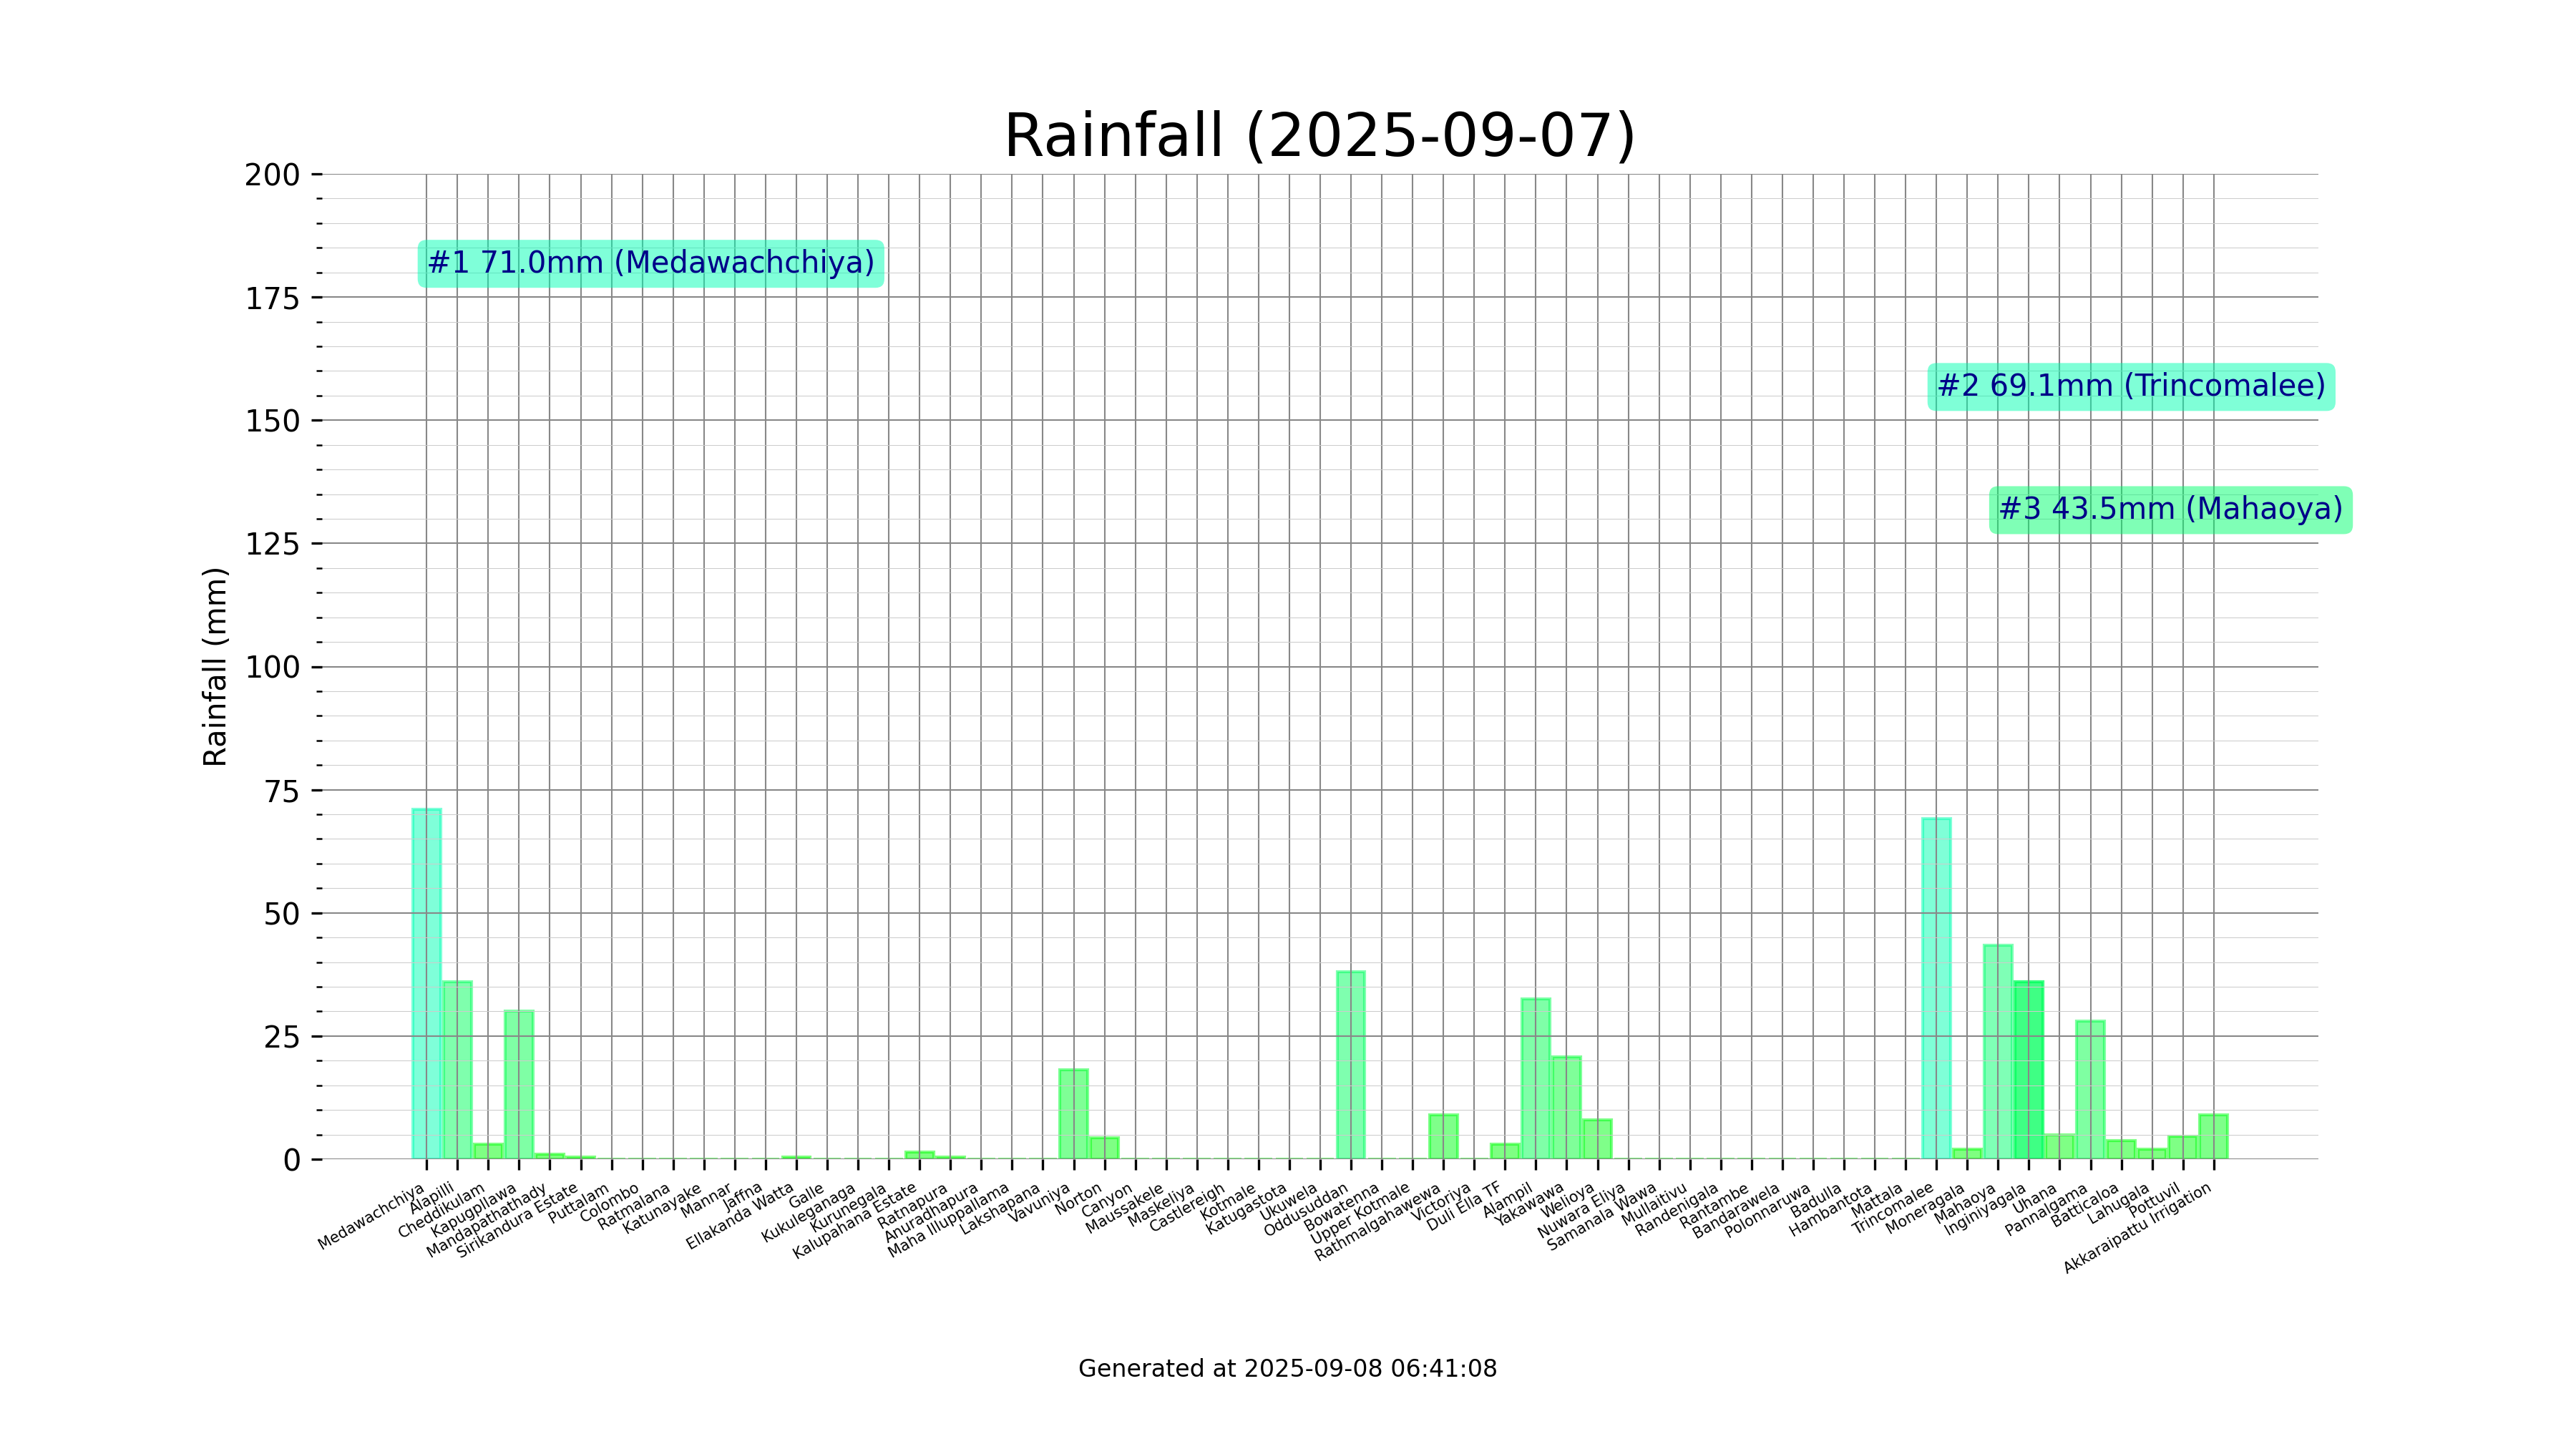 Rainfall (2025-09-07)
200
175
150
125
100
75
50
25
0
Rainfall (mm)
#1 71.0mm (Medawachchiya)
#2 69.1mm (Trincomalee)
#3 43.5mm (Mahaoya)
Medawachchiya
Alapilli
Cheddikulam
Kapugollawa
Mandapathathady
Sirikandura Estate
Puttalam
Colombo
Ratmalana
Katunayake
Mannar
Jaffna
Ellakanda Watta
Galle
Kukuleganaga
Kurunegala
Kalupahana Estate
Ratnapura
Anuradhapura
Maha Illuppallama
Lakshapana
Vavuniya
Norton
Canyon
Maussakele
Maskeliya
Castlereigh
Kotmale
Katugastota
Ukuwela
Oddusuddan
Bowatenna
Upper Kotmale
Rathmalgahawewa
Victoriya
Duli Ella TF
Alampil
Yakawawa
Welioya
Nuwara Eliya
Samanala Wawa
Mullaitivu
Randenigala
Rantambe
Bandarawela
Polonnaruwa
Badulla
Hambantota
Mattala
Trincomalee
Moneragala
Mahaoya
Inginiyagala
Uhana
Pannalgama
Batticaloa
Lahugala
Pottuvil
Akkaraipattu Irrigation
Generated at 2025-09-08 06:41:08